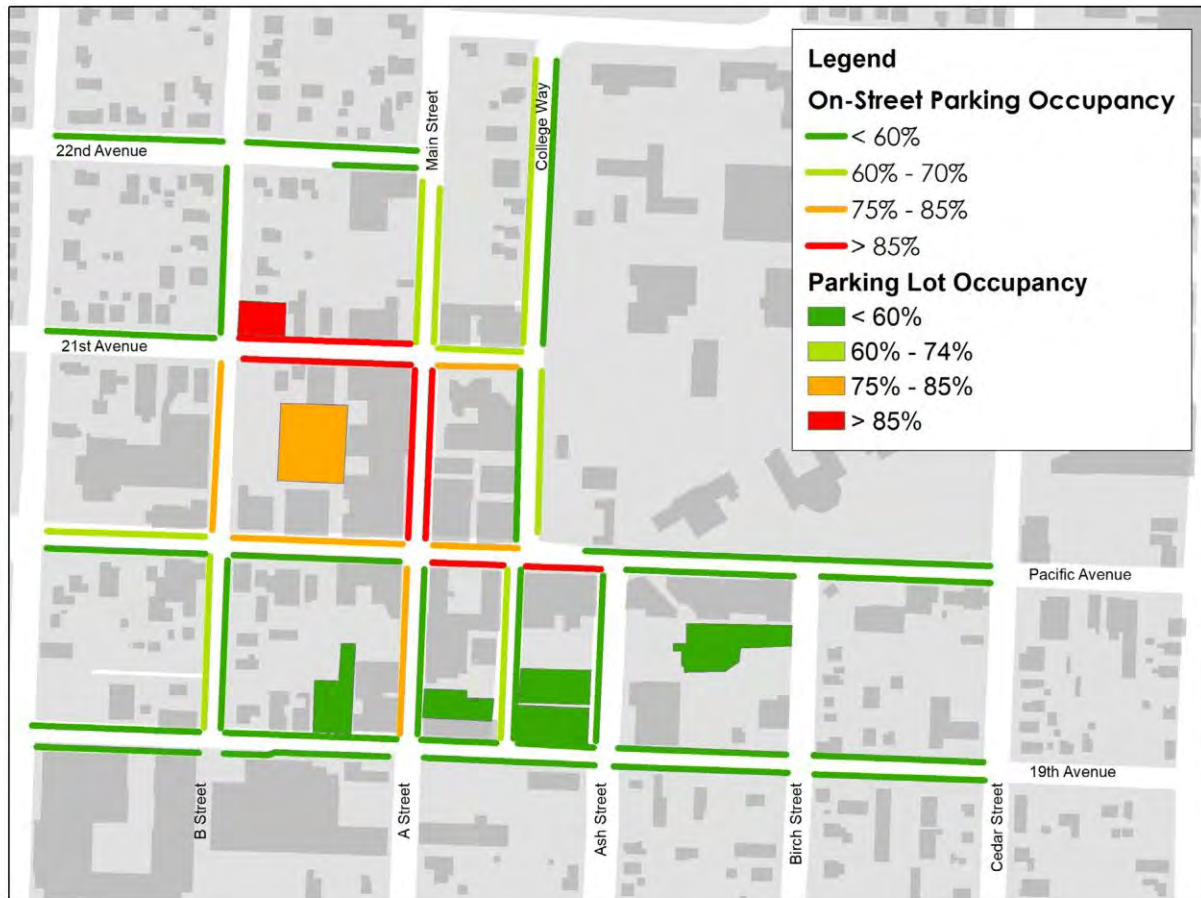 Legend
On-Street Parking Occupancy
< 60%
60% - 70%
75% - 85%
> 85%
Parking Lot Occupancy
< 60%
60% - 74%
75% - 85%
> 85%
Main Street
College Way
22nd Avenue
21st Avenue
Pacific Avenue
19th Avenue
B Street
A Street
Ash Street
Birch Street
Cedar Street